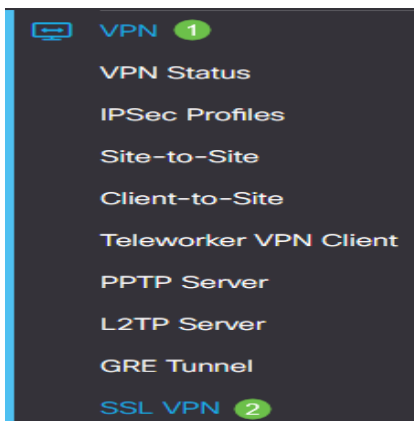 VPN 1
VPN Status
IPSec Profiles
Site-to-Site
Client-to-Site
Teleworker VPN Client
PPTP Server
L2TP Server
GRE Tunnel
SSL VPN 2